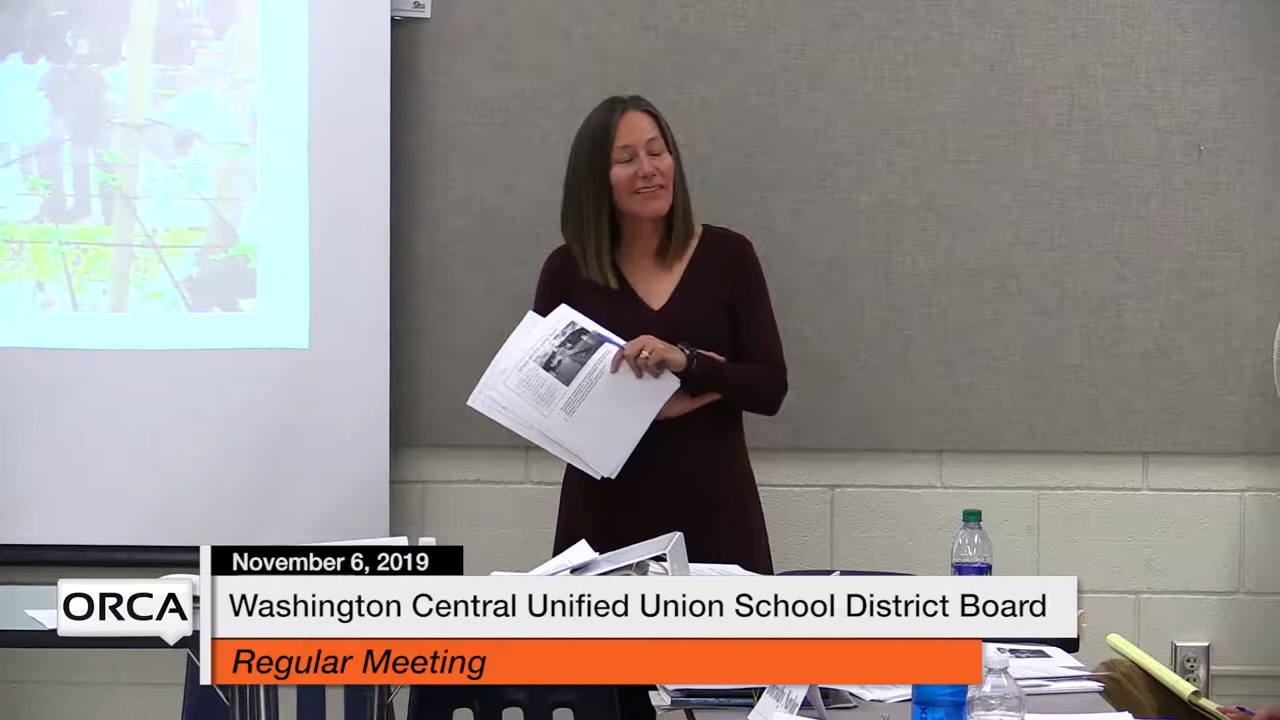 November 6, 2019
ORCA
Washington Central Unified Union School District Board
Regular Meeting